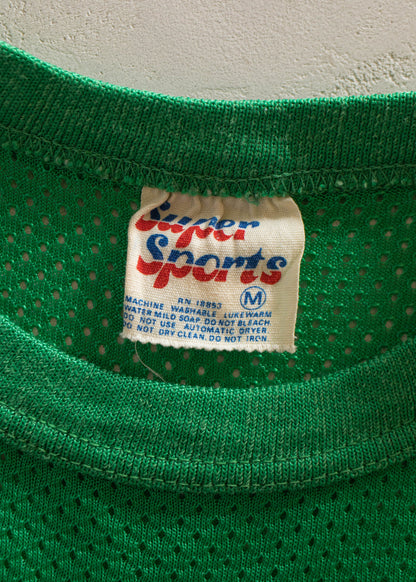 Super
Sports
RN 18853 M
MACHINE WASHABLE LUKEWARM
WATER MILD SOAP DO NOT BLEACH
DO NOT USE AUTOMATIC DRYER
DO NOT DRY CLEAN. DO NOT IRON.